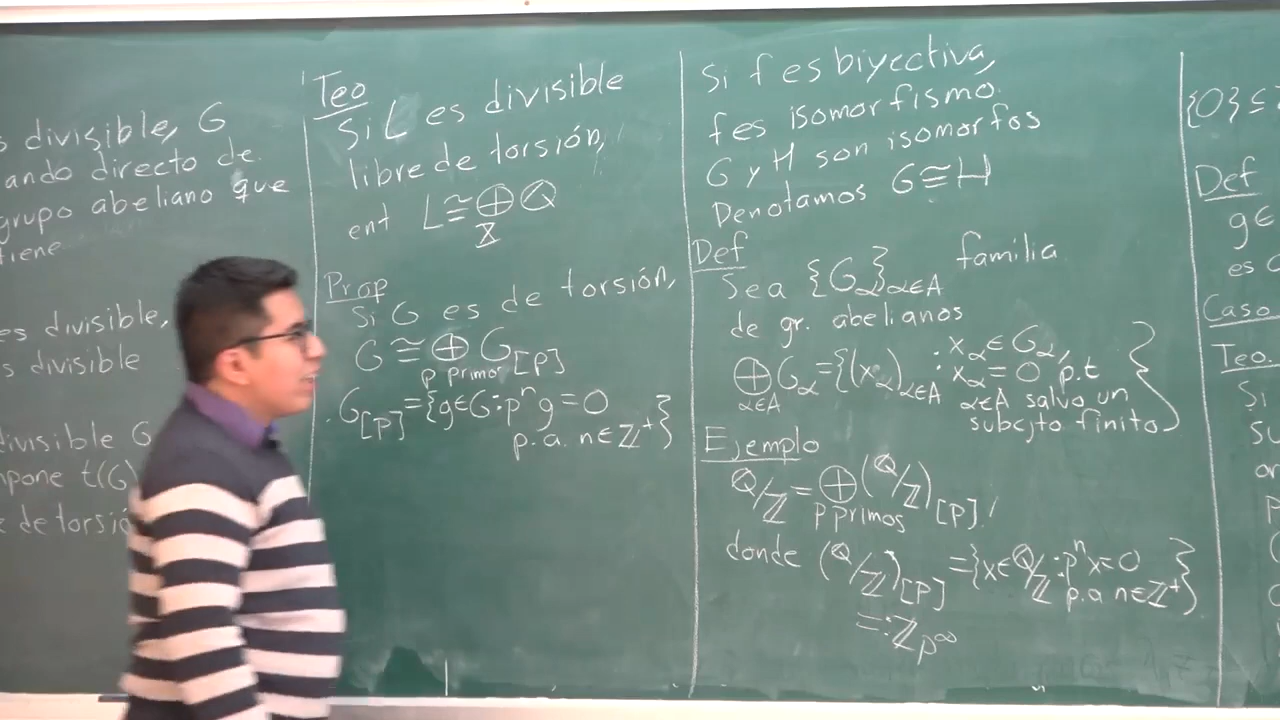 s divisible, G
ando directo de
grupo abeliano que
tiene
es divisible,
s divisible
divisible G
mpone t(G)
de torsió
Teo
Si L es divisible
libre de torsión,
ent L≅⊕Q
X
Prop
Si G es de torsión,
G ≅ ⊕ G[p]
p primos
G[p]={g∈G:pⁿg=0
p.a. n∈ℤ⁺}
Si f es biyectiva,
f es isomorfismo.
G y H son isomorfos
Denotamos G≅H
Def
Sea {Gα}α∈A familia
de gr. abelianos
⊕Gα={(xα)α∈A : xα∈Gα,
α∈A xα=0 p.t
α∈A salvo un
subcjto finito}
Ejemplo
ℚ/ℤ=⊕(ℚ/ℤ)[p],
p primos
donde (ℚ/ℤ)[p]={x∈ℚ/ℤ:pⁿx=0
p.a n∈ℤ⁺}
=:ℤp∞
{0}⊆
Def
g∈
es
Caso
Teo.
Si
su